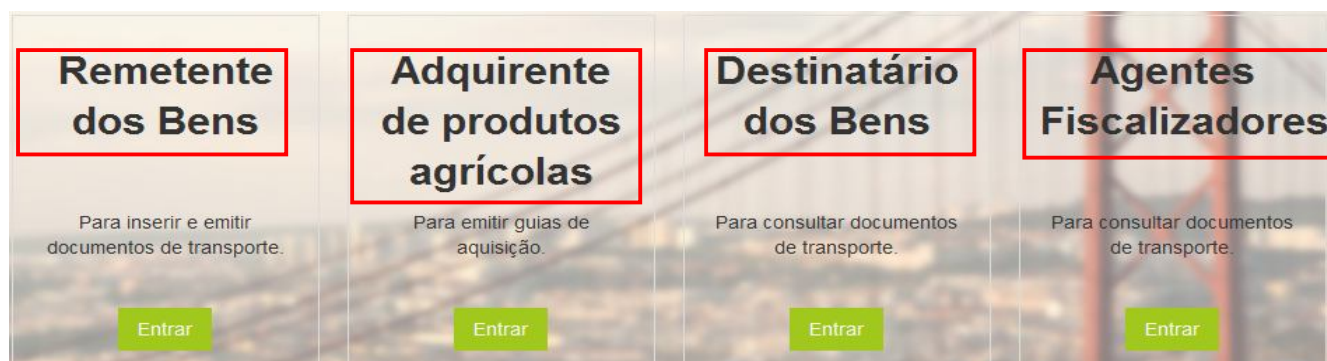 Remetente
dos Bens
Para inserir e emitir
documentos de transporte.
Entrar
Adquirente
de produtos
agrícolas
Para emitir guias de
aquisição.
Entrar
Destinatário
dos Bens
Para consultar documentos
de transporte.
Entrar
Agentes
Fiscalizadores
Para consultar documentos
de transporte.
Entrar